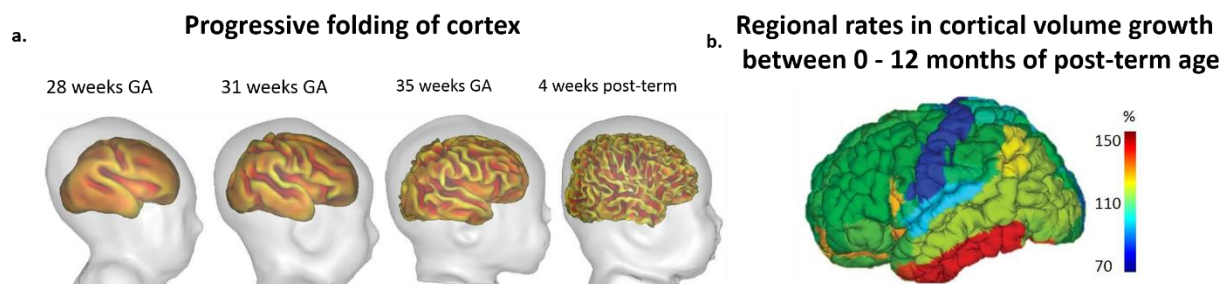 a.
Progressive folding of cortex
28 weeks GA
31 weeks GA
35 weeks GA
4 weeks post-term
b.
Regional rates in cortical volume growth
between 0 - 12 months of post-term age
%
150
110
70